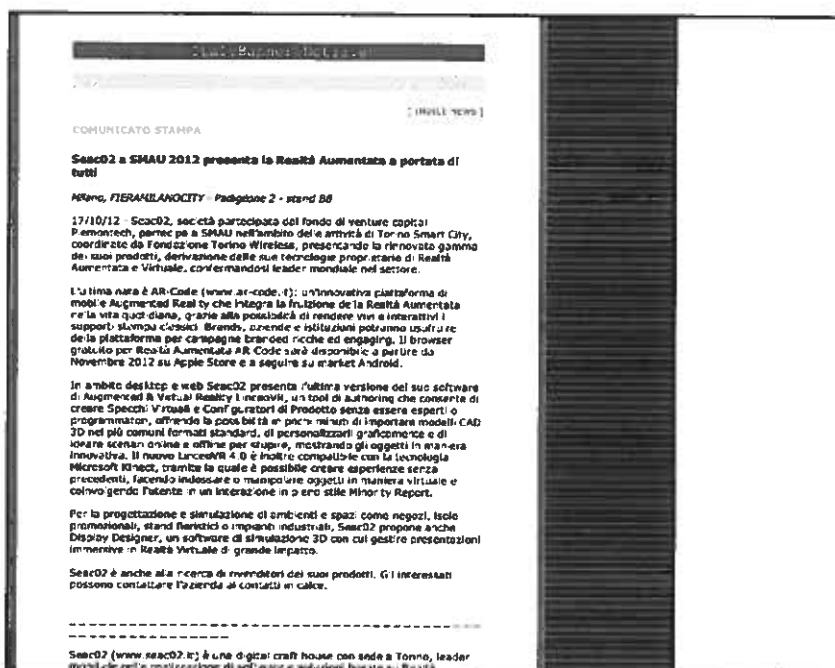 [ INDEX NEWS ]
COMUNICATO STAMPA
Seac02 a SMAU 2012 presenta la Realtà Aumentata a portata di
tutti
Milano, FIERAMILANOCITY - Padiglione 2 - stand B8
17/10/12 - Seac02, società partecipata dal fondo di venture capital
Piemontech, partecipa a SMAU nell'ambito delle attività di Torino Smart City,
coordinate da Fondazione Torino Wireless, presentando la rinnovata gamma
dei suoi prodotti, derivazione delle sue tecnologie proprietarie di Realtà
Aumentata e Virtuale, confermandosi leader mondiale nel settore.
L'ultima nata è AR-Code (www.ar-code.it): un'innovativa piattaforma di
mobile Augmented Reality che integra la fruizione della Realtà Aumentata
nella vita quotidiana, grazie alla possibilità di rendere vivi e interattivi i
supporti stampa classici. Brands, aziende e istituzioni potranno usufruire
della piattaforma per campagne branded ricche ed engaging. Il browser
gratuito per Realtà Aumentata AR Code sarà disponibile a partire da
Novembre 2012 su Apple Store e a seguire su market Android.
In ambito desktop e web Seac02 presenta l'ultima versione del suo software
di Augmented & Virtual Reality LinceoVR, un tool di authoring che consente di
creare Specchi Virtuali e Configuratori di Prodotto senza essere esperti o
programmatori, offrendo la possibilità in pochi minuti di importare modelli CAD
3D nei più comuni formati standard, di personalizzarli graficamente e di
ideare scenari online e offline per stupire, mostrando gli oggetti in maniera
innovativa. Il nuovo LinceoVR 4.0 è inoltre compatibile con la tecnologia
Microsoft Kinect, tramite la quale è possibile creare esperienze senza
precedenti, facendo indossare o manipolare oggetti in maniera virtuale e
coinvolgendo l'utente in un interazione in pieno stile Minority Report.
Per la progettazione e simulazione di ambienti e spazi come negozi, isole
promozionali, stand fieristici o impianti industriali, Seac02 propone anche
Display Designer, un software di simulazione 3D con cui gestire presentazioni
immersive in Realtà Virtuale di grande impatto.
Seac02 è anche alla ricerca di rivenditori dei suoi prodotti. Gli interessati
possono contattare l'azienda ai contatti in calce.
Seac02 (www.seac02.it) è una digital craft house con sede a Torino, leader